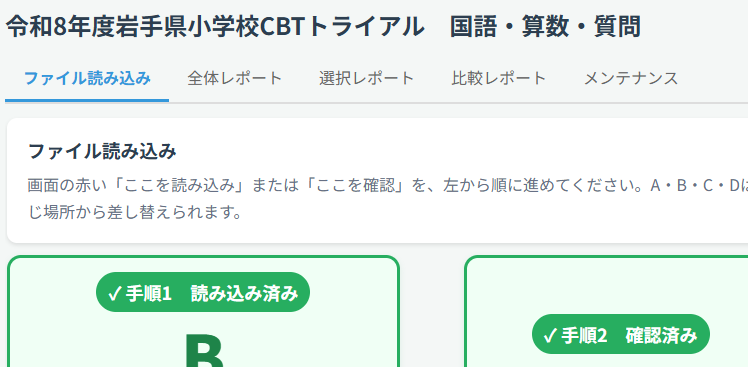 令和8年度岩手県小学校CBTトライアル　国語・算数・質問
ファイル読み込み　全体レポート　選択レポート　比較レポート　メンテナンス
ファイル読み込み
画面の赤い「ここを読み込み」または「ここを確認」を、左から順に進めてください。A・B・C・Dは
じ場所から差し替えられます。
✓ 手順1　読み込み済み
✓ 手順2　確認済み
B